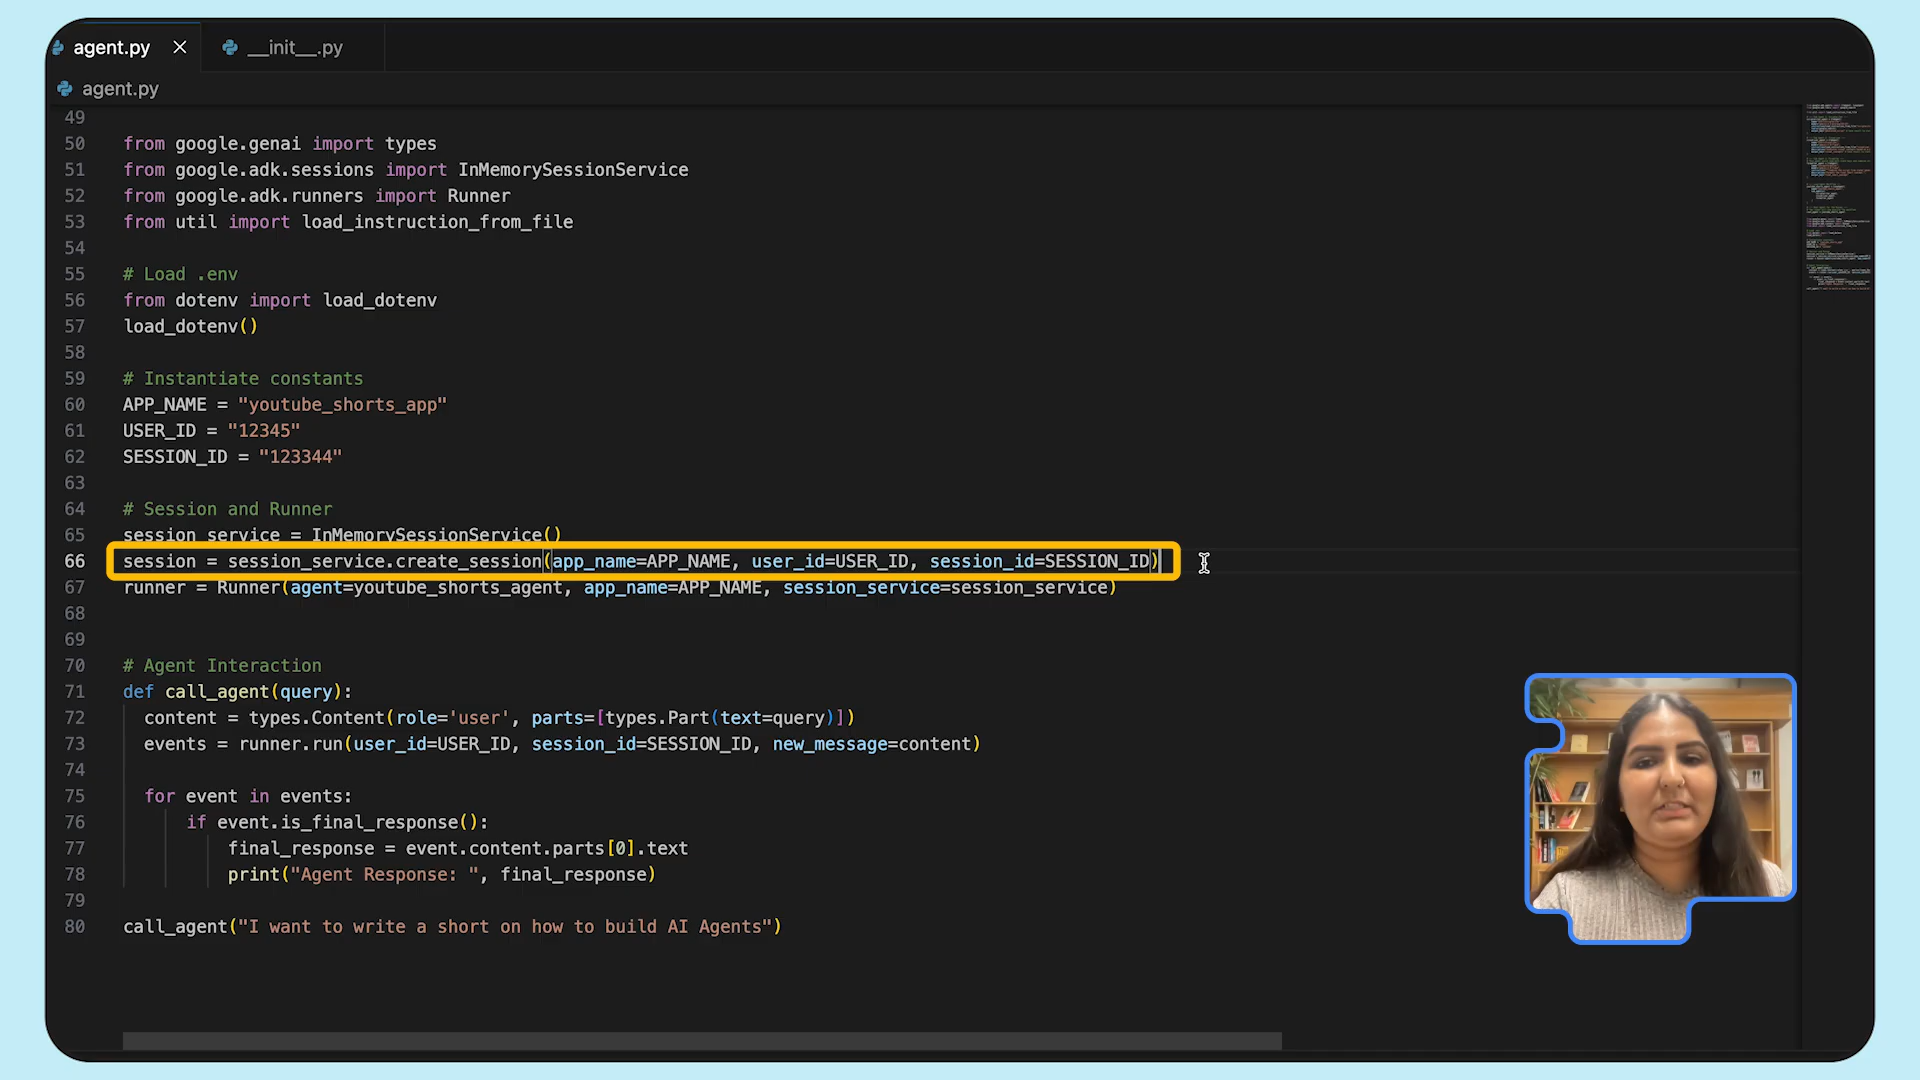 agent.py
__init__.py
agent.py
49
50 from google.genai import types
51 from google.adk.sessions import InMemorySessionService
52 from google.adk.runners import Runner
53 from util import load_instruction_from_file
54
55 # Load .env
56 from dotenv import load_dotenv
57 load_dotenv()
58
59 # Instantiate constants
60 APP_NAME = "youtube_shorts_app"
61 USER_ID = "12345"
62 SESSION_ID = "123344"
63
64 # Session and Runner
65 session_service = InMemorySessionService()
66 session = session_service.create_session(app_name=APP_NAME, user_id=USER_ID, session_id=SESSION_ID)
67 runner = Runner(agent=youtube_shorts_agent, app_name=APP_NAME, session_service=session_service)
68
69
70 # Agent Interaction
71 def call_agent(query):
72 content = types.Content(role='user', parts=[types.Part(text=query)])
73 events = runner.run(user_id=USER_ID, session_id=SESSION_ID, new_message=content)
74
75 for event in events:
76 if event.is_final_response():
77 final_response = event.content.parts[0].text
78 print("Agent Response: ", final_response)
79
80 call_agent("I want to write a short on how to build AI Agents")